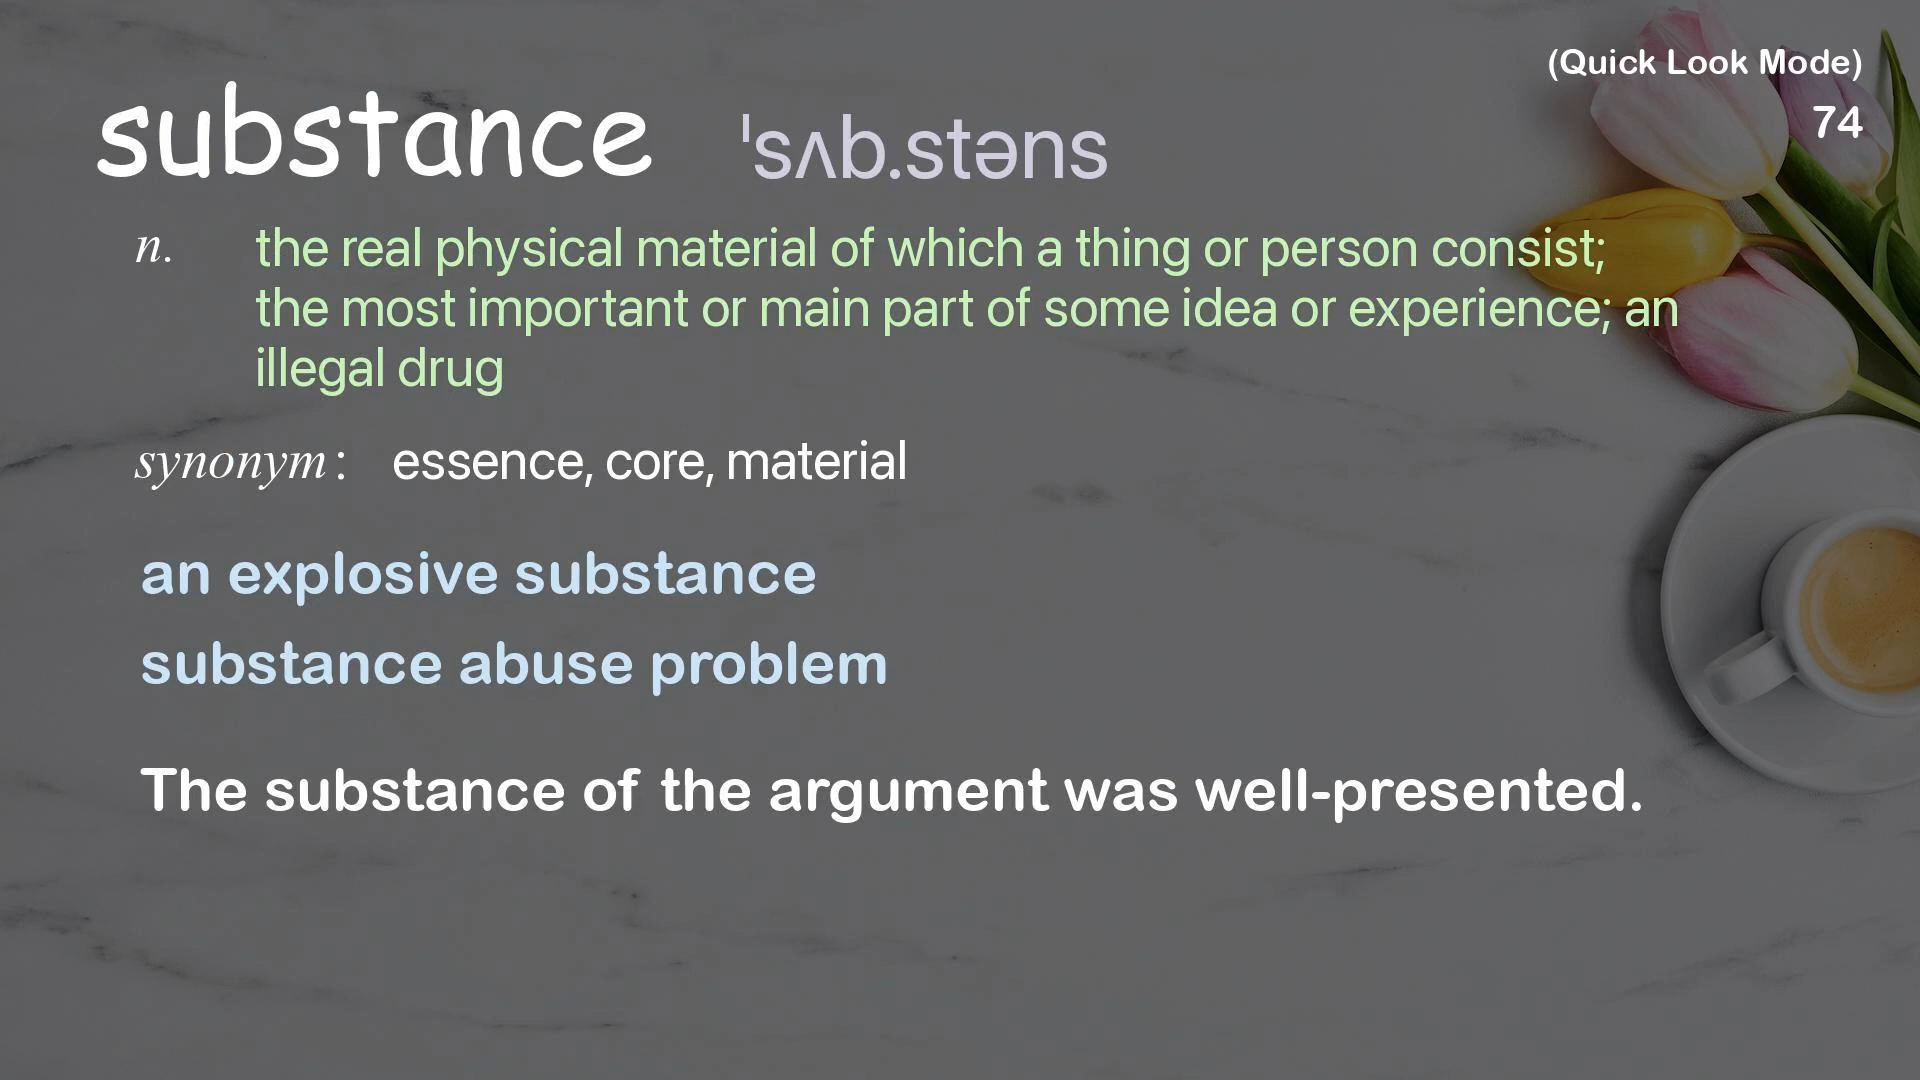 (Quick Look Mode)
substance ˈsʌb.stəns 74
n. the real physical material of which a thing or person consist;
the most important or main part of some idea or experience; an
illegal drug
synonym: essence, core, material
an explosive substance
substance abuse problem
The substance of the argument was well-presented.